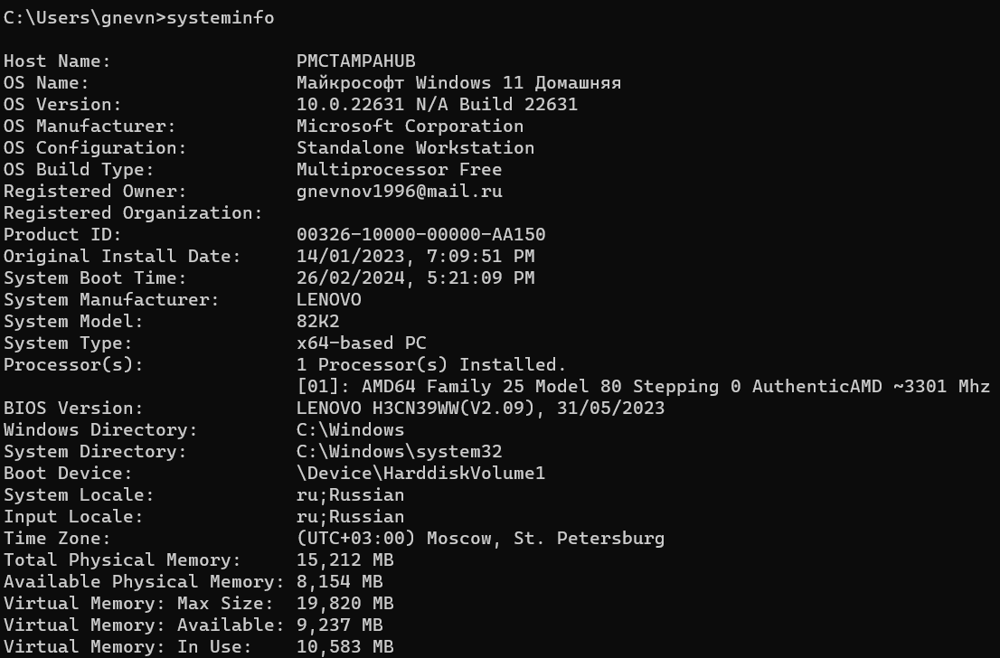 C:\Users\gnevn>systeminfo
Host Name: PMCTAMPAHUB
OS Name: Майкрософт Windows 11 Домашняя
OS Version: 10.0.22631 N/A Build 22631
OS Manufacturer: Microsoft Corporation
OS Configuration: Standalone Workstation
OS Build Type: Multiprocessor Free
Registered Owner: gnevnov1996@mail.ru
Registered Organization:
Product ID: 00326-10000-00000-AA150
Original Install Date: 14/01/2023, 7:09:51 PM
System Boot Time: 26/02/2024, 5:21:09 PM
System Manufacturer: LENOVO
System Model: 82K2
System Type: x64-based PC
Processor(s): 1 Processor(s) Installed.
[01]: AMD64 Family 25 Model 80 Stepping 0 AuthenticAMD ~3301 Mhz
BIOS Version: LENOVO H3CN39WW(V2.09), 31/05/2023
Windows Directory: C:\Windows
System Directory: C:\Windows\system32
Boot Device: \Device\HarddiskVolume1
System Locale: ru;Russian
Input Locale: ru;Russian
Time Zone: (UTC+03:00) Moscow, St. Petersburg
Total Physical Memory: 15,212 MB
Available Physical Memory: 8,154 MB
Virtual Memory: Max Size: 19,820 MB
Virtual Memory: Available: 9,237 MB
Virtual Memory: In Use: 10,583 MB